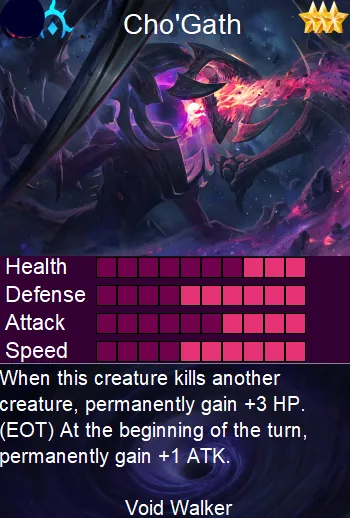 Cho'Gath
Health
Defense
Attack
Speed
When this creature kills another
creature, permanently gain +3 HP.
(EOT) At the beginning of the turn,
permanently gain +1 ATK.
Void Walker